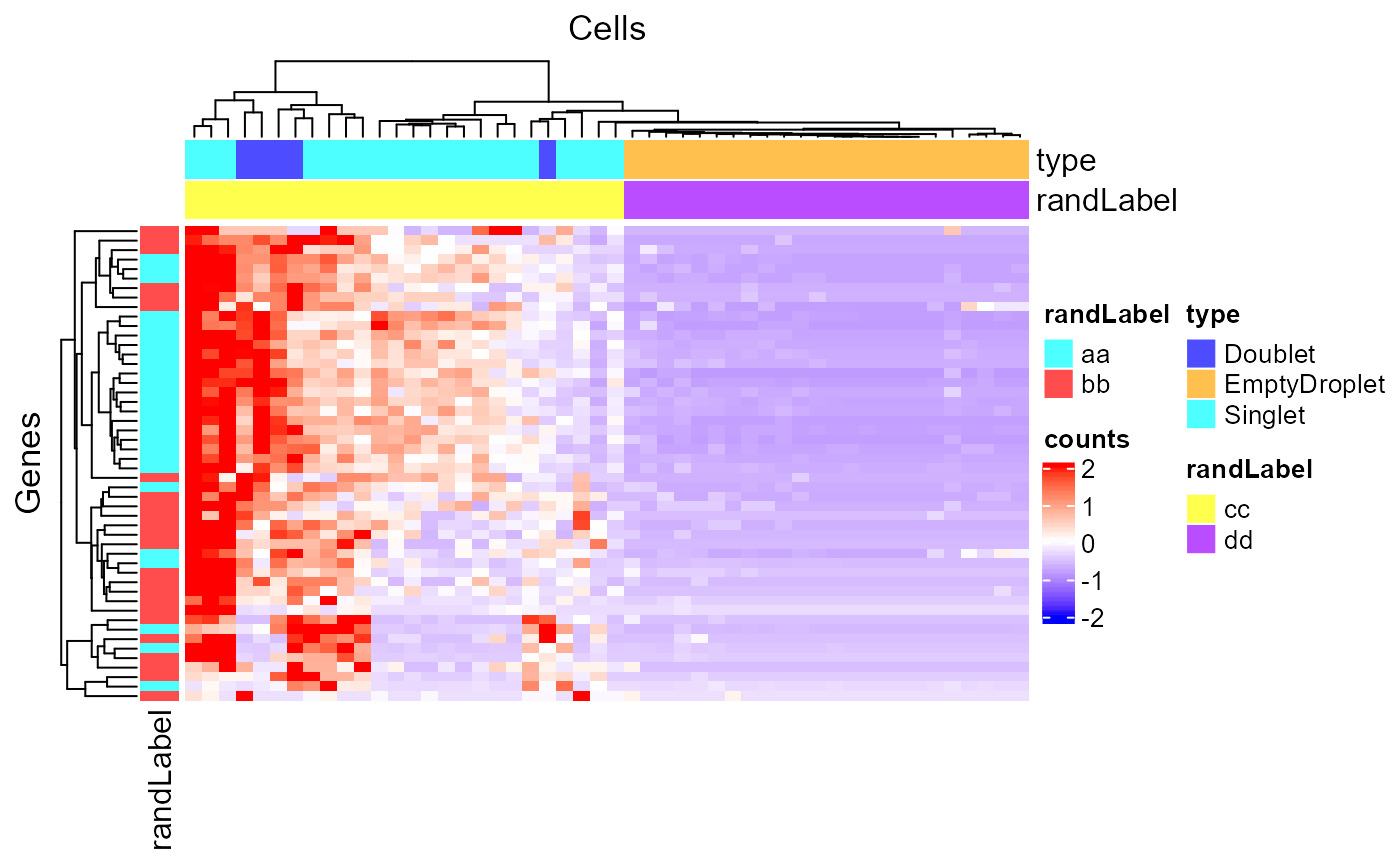 Cells
type
randLabel
Genes
randLabel
randLabel
aa
bb
counts
2
1
0
-1
-2
type
Doublet
EmptyDroplet
Singlet
randLabel
cc
dd